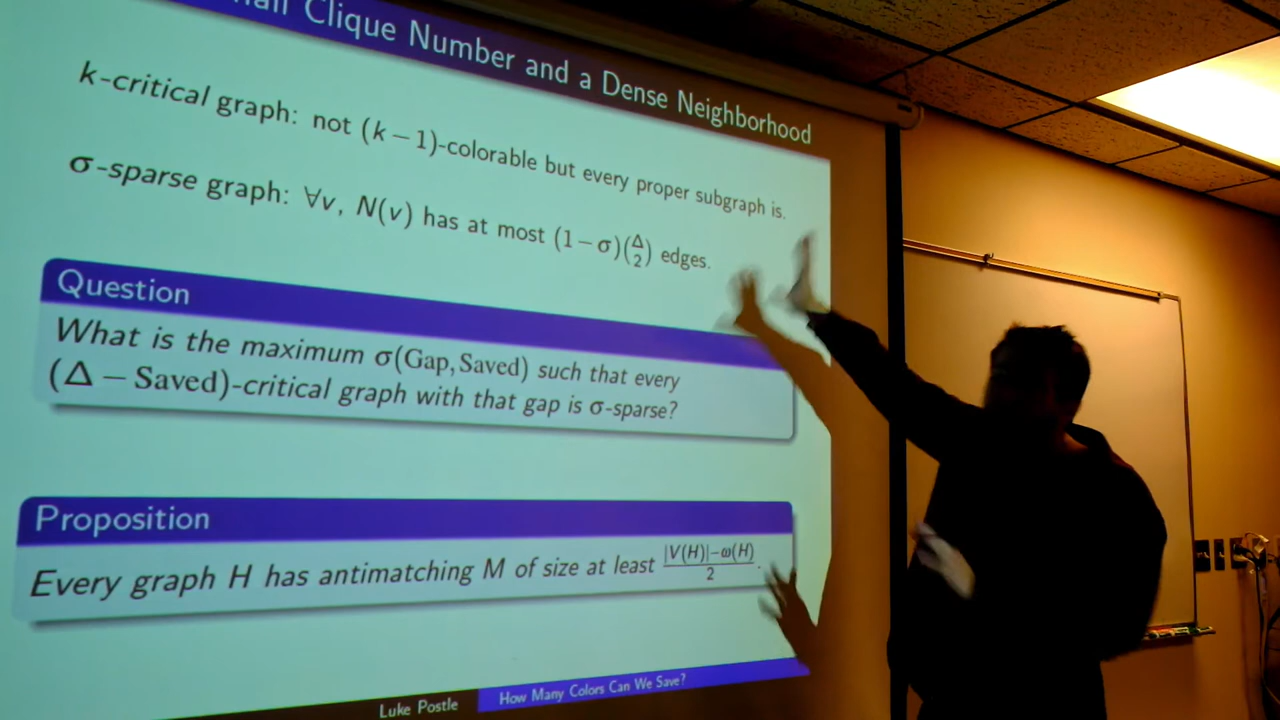 Clique Number and a Dense Neighborhood
k-critical graph: not (k − 1)-colorable but every proper subgraph is.
σ-sparse graph: ∀v, N(v) has at most (1−σ)(Δ 2) edges.
Question
What is the maximum σ(Gap, Saved) such that every
(Δ − Saved)-critical graph with that gap is σ-sparse?
Proposition
Every graph H has antimatching M of size at least |V(H)|−ω(H) / 2.
Luke Postle How Many Colors Can We Save?